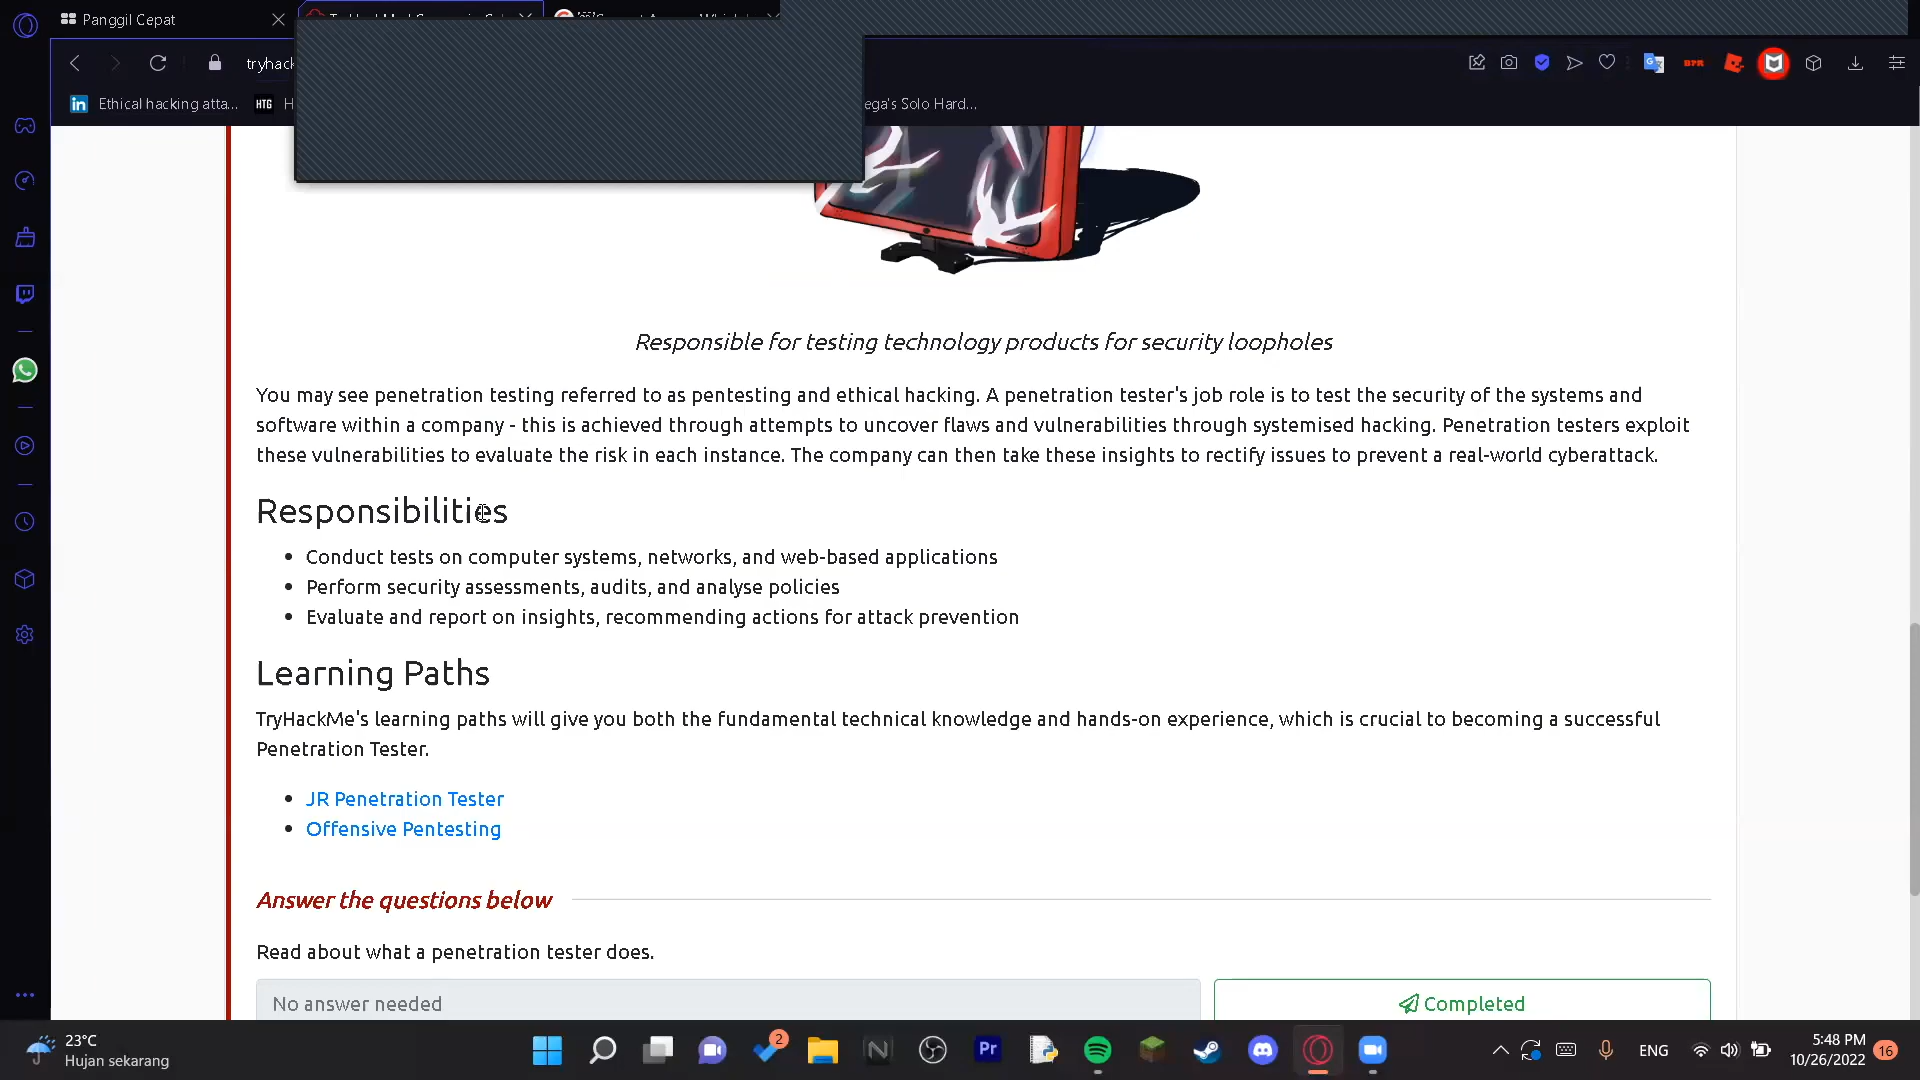 Panggil Cepat
tryhack
Ethical hacking atta...
HTG
H
ega's Solo Hard...
Responsible for testing technology products for security loopholes
You may see penetration testing referred to as pentesting and ethical hacking. A penetration tester's job role is to test the security of the systems and
software within a company - this is achieved through attempts to uncover flaws and vulnerabilities through systemised hacking. Penetration testers exploit
these vulnerabilities to evaluate the risk in each instance. The company can then take these insights to rectify issues to prevent a real-world cyberattack.
Responsibilities
Conduct tests on computer systems, networks, and web-based applications
Perform security assessments, audits, and analyse policies
Evaluate and report on insights, recommending actions for attack prevention
Learning Paths
TryHackMe's learning paths will give you both the fundamental technical knowledge and hands-on experience, which is crucial to becoming a successful
Penetration Tester.
JR Penetration Tester
Offensive Pentesting
Answer the questions below
Read about what a penetration tester does.
No answer needed
Completed
23°C
Hujan sekarang
2
Pr
ENG
5:48 PM
10/26/2022
16